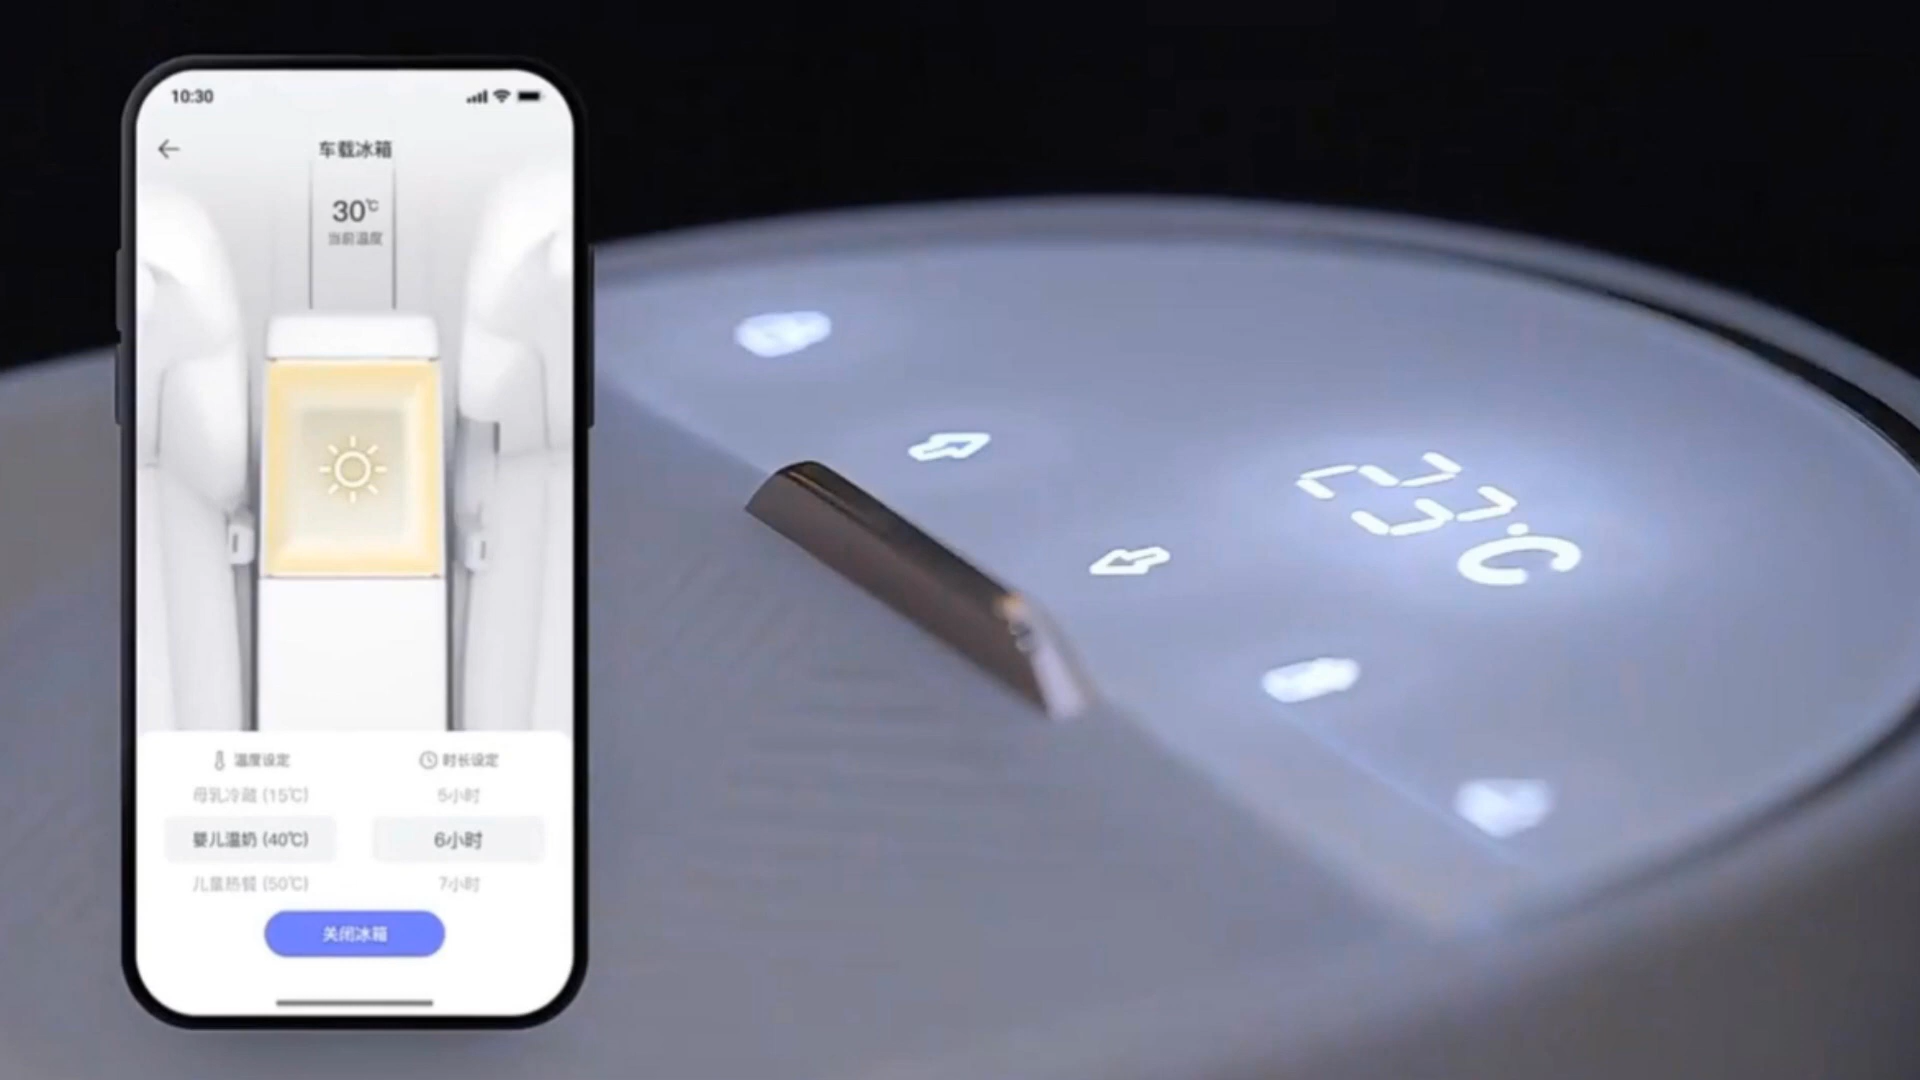 10:30
车载冰箱
30℃
当前温度
温度设定
时长设定
母乳冷藏 (15℃)
5小时
婴儿温奶 (40℃)
6小时
儿童热餐 (50℃)
7小时
关闭冰箱
23°C